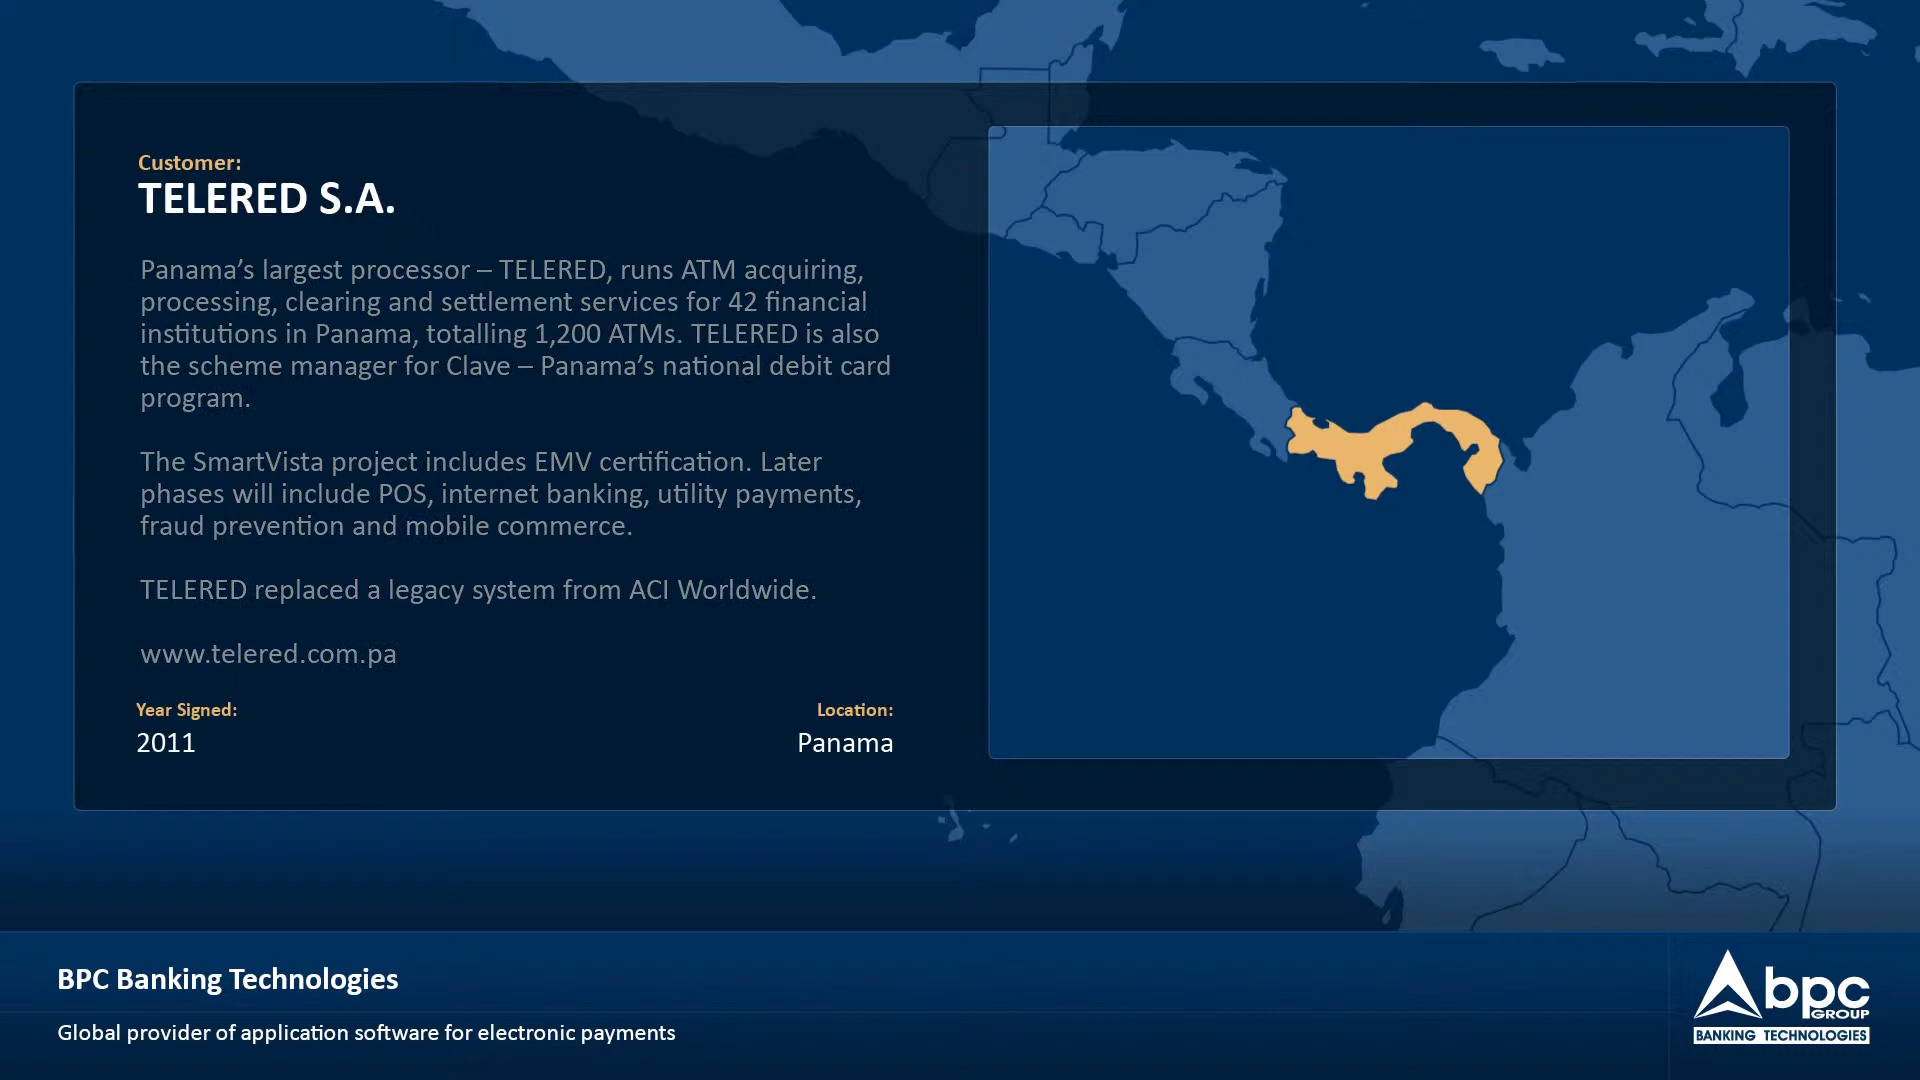 Customer:
TELERED S.A.
Panama’s largest processor – TELERED, runs ATM acquiring,
processing, clearing and settlement services for 42 financial
institutions in Panama, totalling 1,200 ATMs. TELERED is also
the scheme manager for Clave – Panama’s national debit card
program.
The SmartVista project includes EMV certification. Later
phases will include POS, internet banking, utility payments,
fraud prevention and mobile commerce.
TELERED replaced a legacy system from ACI Worldwide.
www.telered.com.pa
Year Signed:
2011
Location:
Panama
BPC Banking Technologies
Global provider of application software for electronic payments
bpc
GROUP
BANKING TECHNOLOGIES